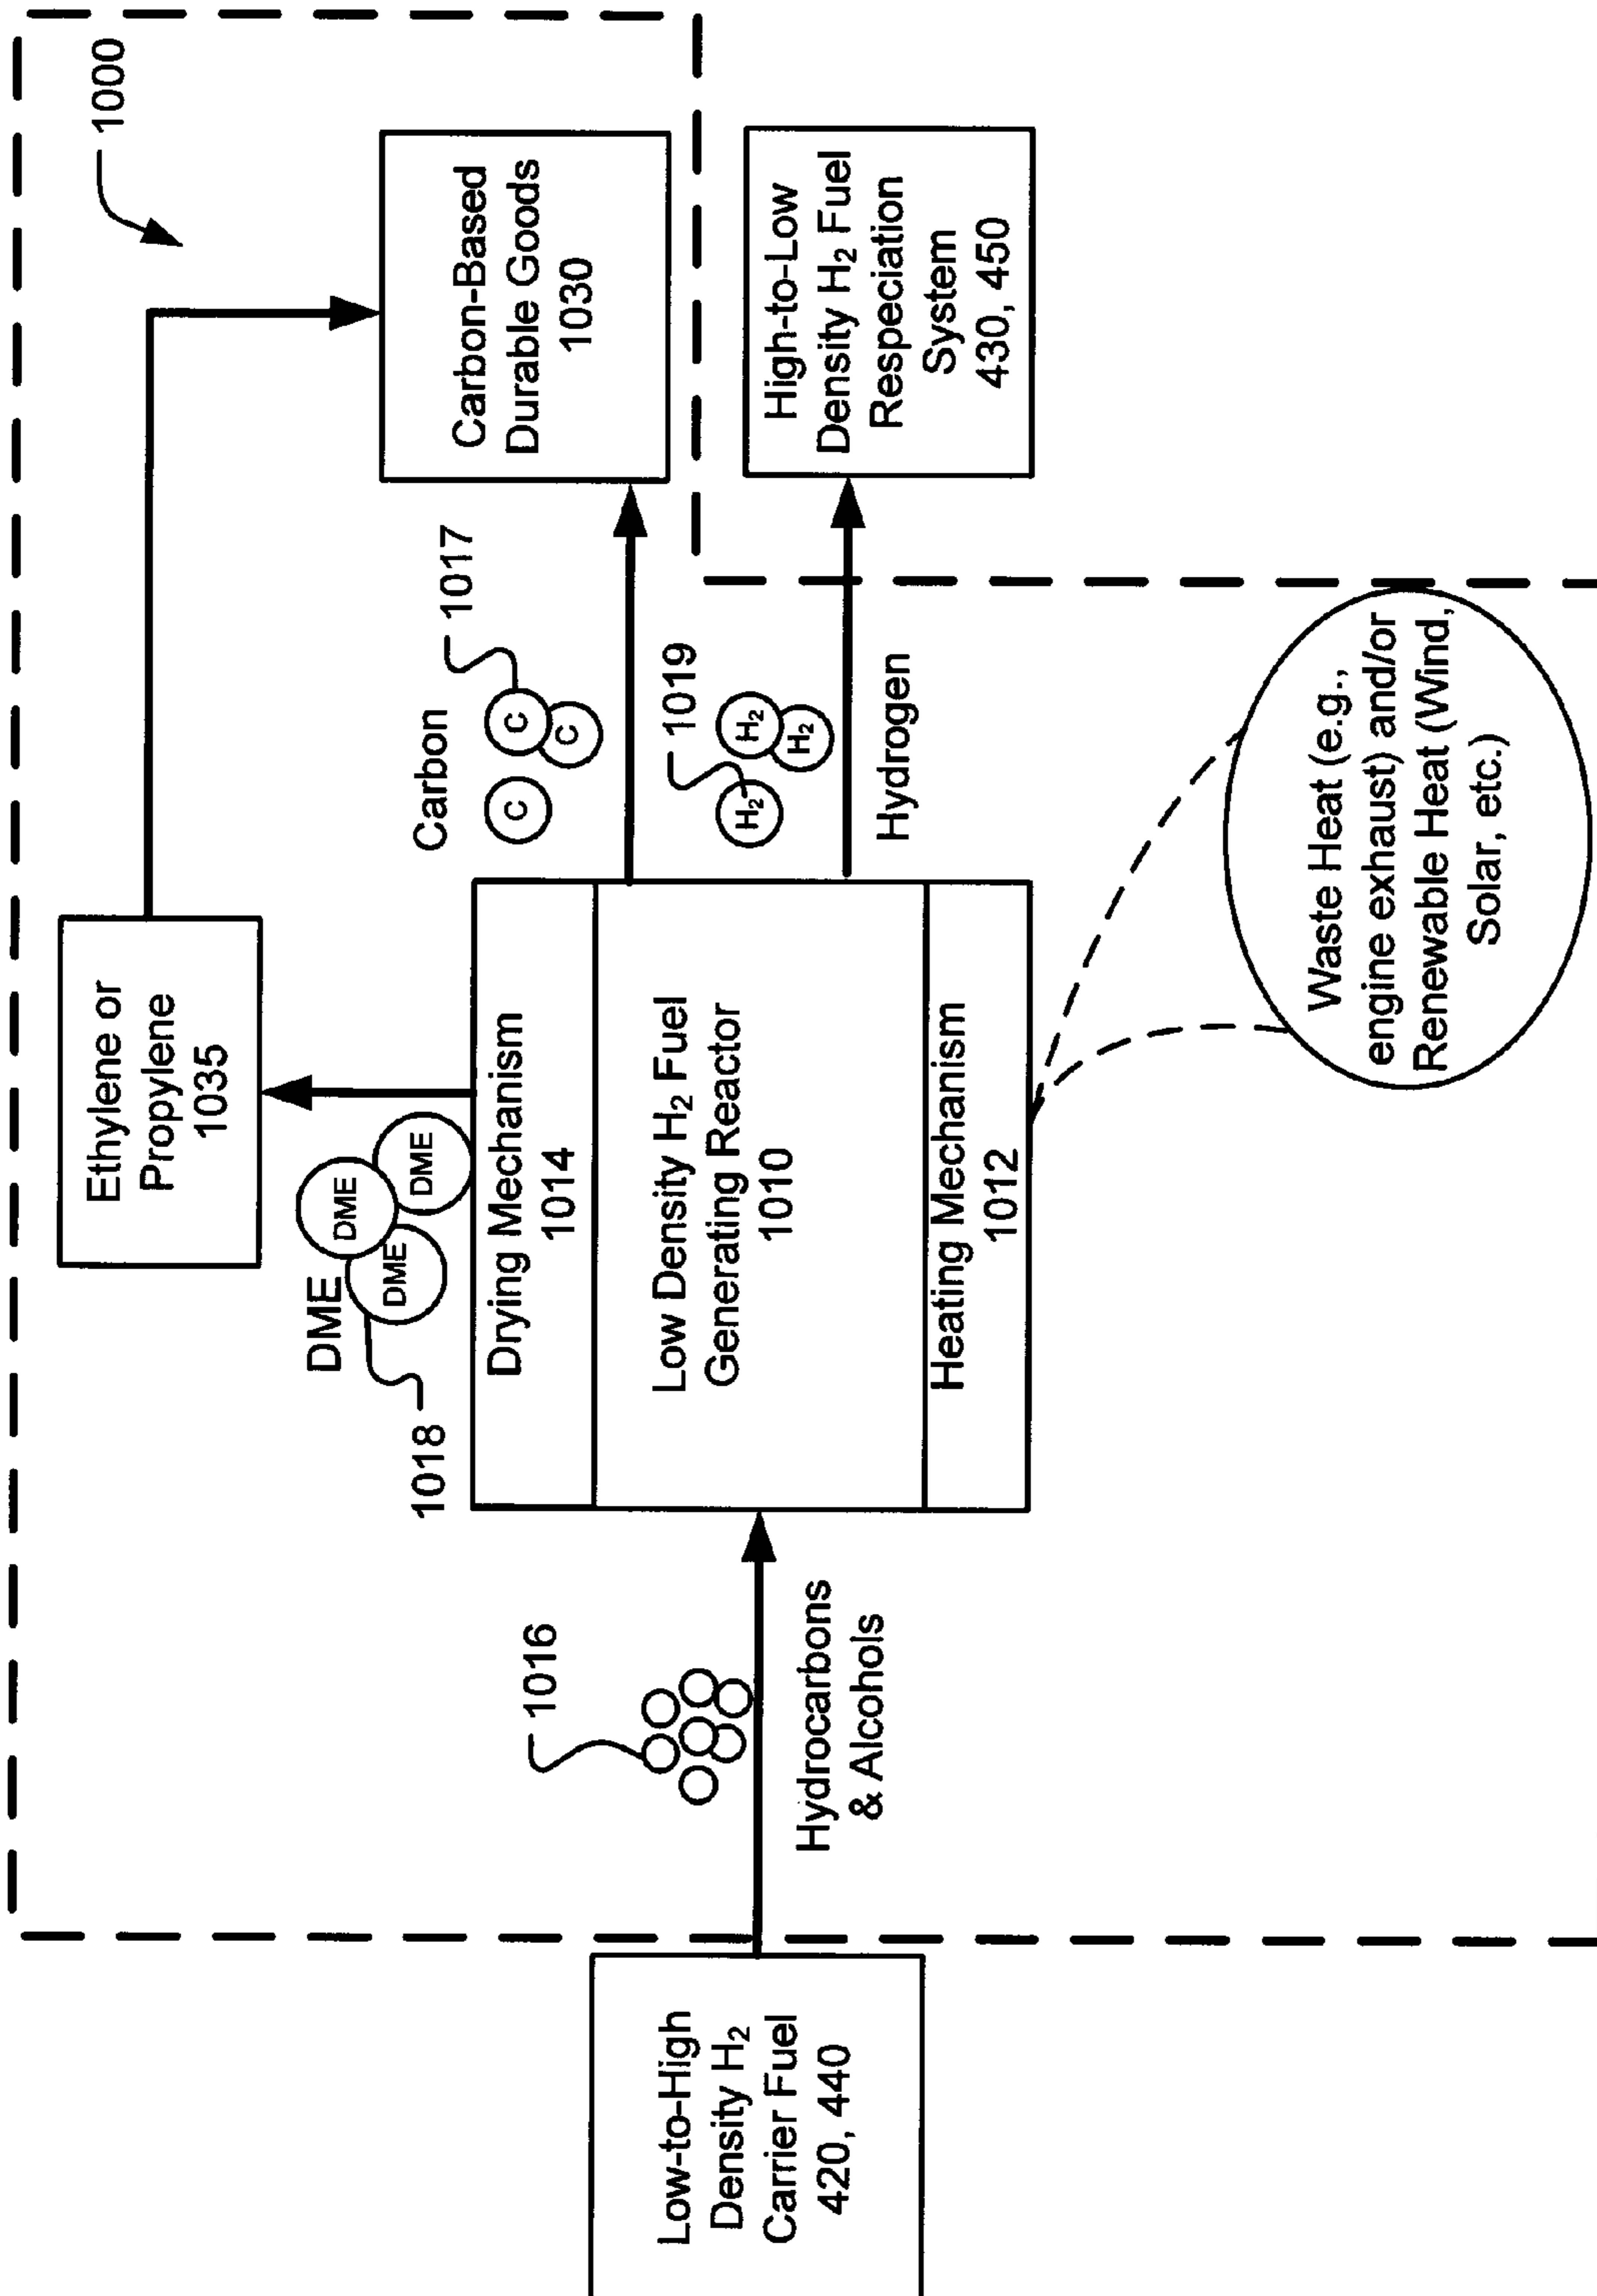 1000
Ethylene or
Propylene
1035
DME
DME
DME
DME
1018
Carbon
C
C
C
1017
Carbon-Based
Durable Goods
1030
Drying Mechanism
1014
Low Density H₂ Fuel
Generating Reactor
1010
Heating Mechanism
1012
1016
Hydrocarbons
& Alcohols
Low-to-High
Density H₂
Carrier Fuel
420, 440
1019
H₂
H₂
H₂
Hydrogen
High-to-Low
Density H₂ Fuel
Respeciation
System
430, 450
Waste Heat (e.g.,
engine exhaust) and/or
Renewable Heat (Wind,
Solar, etc.)